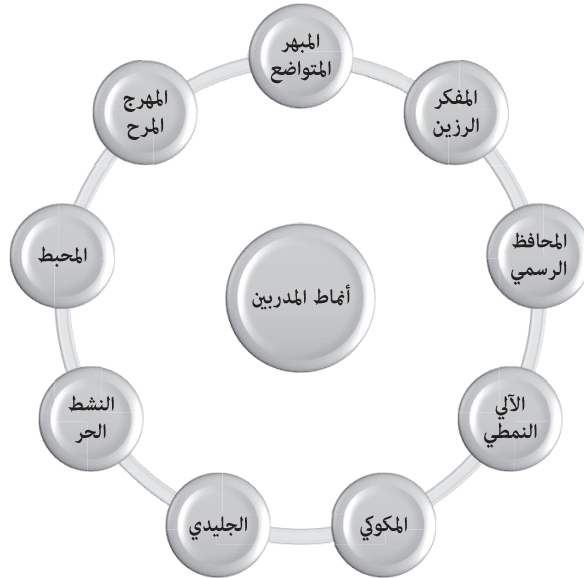 المبهر
المتواضع
المفكر
الرزين
المحافظ
الرسمي
الآلي
النمطي
المكوكي
الجليدي
النشط
الحر
المحبط
المهرج
المرح
أنماط المدربين